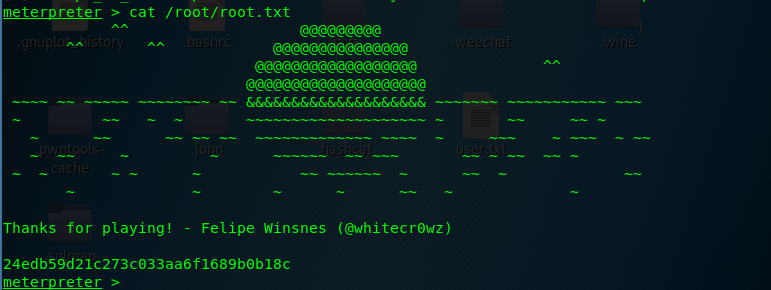 meterpreter > cat /root/root.txt
              ^^                     @@@@@@@@@
       ^^       ^^                @@@@@@@@@@@@@@@
                                @@@@@@@@@@@@@@@@@@              ^^
                               @@@@@@@@@@@@@@@@@@@@
 ~~~~ ~~ ~~~~~ ~~~~~~~~ ~~ &&&&&&&&&&&&&&&&&&&& ~~~~~~~ ~~~~~~~~~~~ ~~~
 ~         ~~   ~  ~       ~~~~~~~~~~~~~~~~~~~~ ~       ~~     ~~ ~
   ~      ~~      ~~ ~~ ~~  ~~~~~~~~~~~~~ ~~~~  ~     ~~~    ~ ~~~  ~ ~~
   ~  ~~     ~         ~      ~~~~~~  ~~ ~~~       ~~ ~ ~~  ~~ ~
 ~  ~       ~ ~      ~           ~~ ~~~~~~  ~      ~~  ~             ~~
       ~             ~        ~      ~      ~~   ~             ~
.gnuplot_history
.bashrc
.weechat
.wine
.pwntools-cache
.john
hashcat
user.txt
Thanks for playing! - Felipe Winsnes (@whitecr0wz)
24edb59d21c273c033aa6f1689b0b18c
meterpreter >